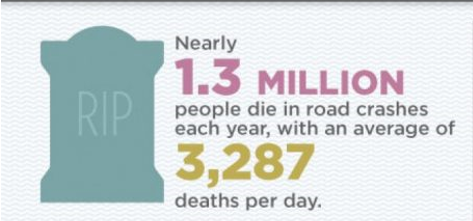 RIP
Nearly
1.3 MILLION
people die in road crashes
each year, with an average of
3,287
deaths per day.